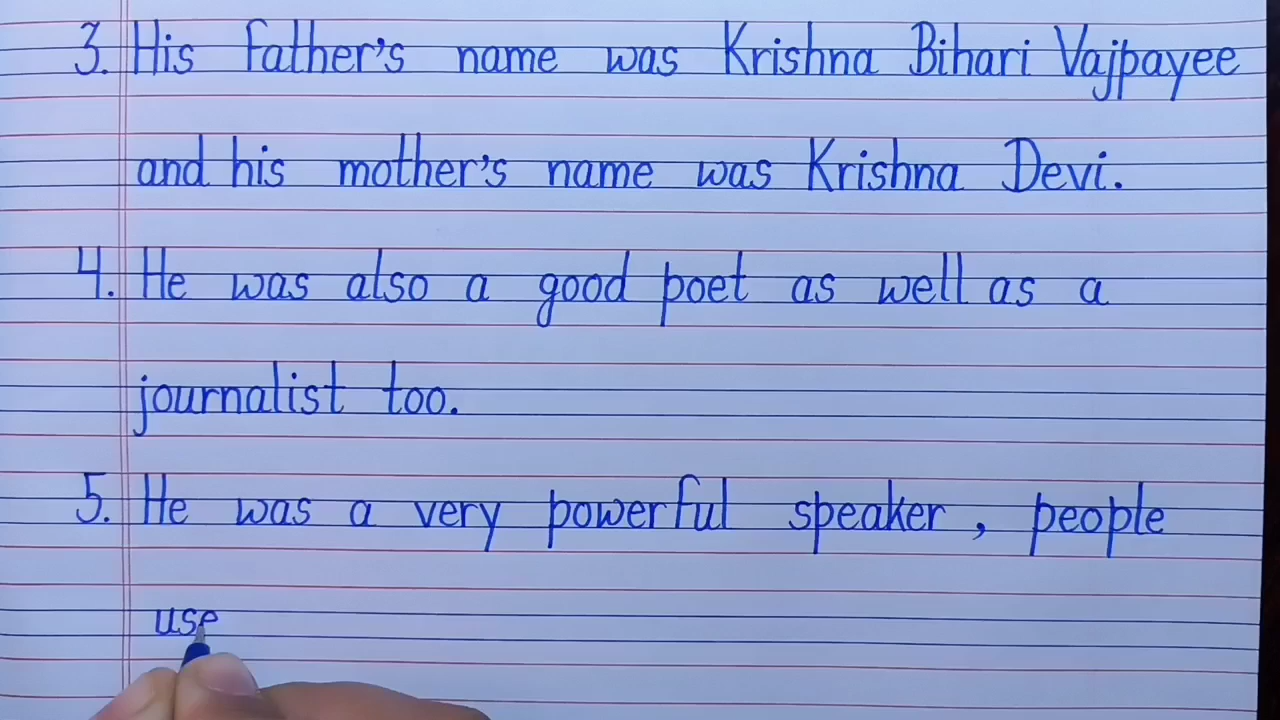 3. His father's name was Krishna Bihari Vajpayee
and his mother's name was Krishna Devi.
4. He was also a good poet as well as a
journalist too.
5. He was a very powerful speaker, people
use